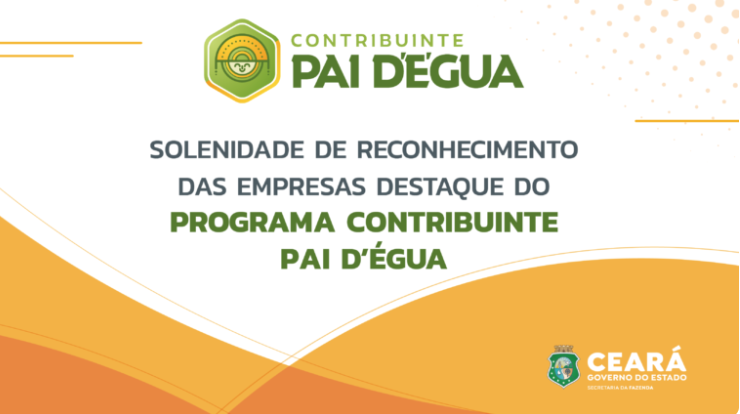 CONTRIBUINTE
PAI D'ÉGUA
SOLENIDADE DE RECONHECIMENTO
DAS EMPRESAS DESTAQUE DO
PROGRAMA CONTRIBUINTE
PAI D'ÉGUA
CEARÁ
GOVERNO DO ESTADO
SECRETARIA DA FAZENDA